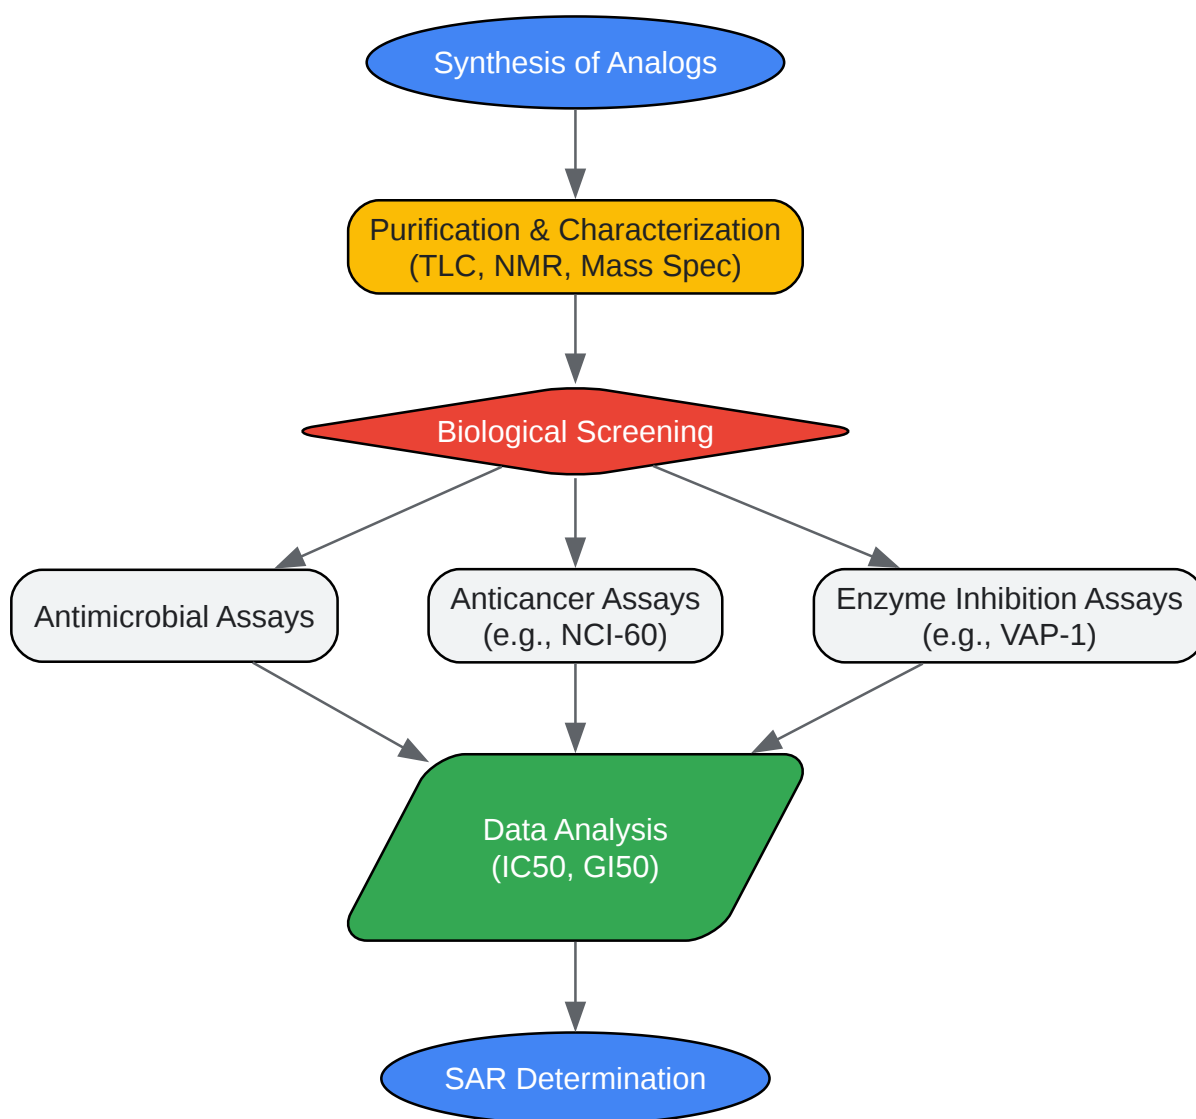 Synthesis of Analogs
Purification & Characterization
(TLC, NMR, Mass Spec)
Biological Screening
Antimicrobial Assays
Anticancer Assays
(e.g., NCI-60)
Enzyme Inhibition Assays
(e.g., VAP-1)
Data Analysis
(IC50, GI50)
SAR Determination